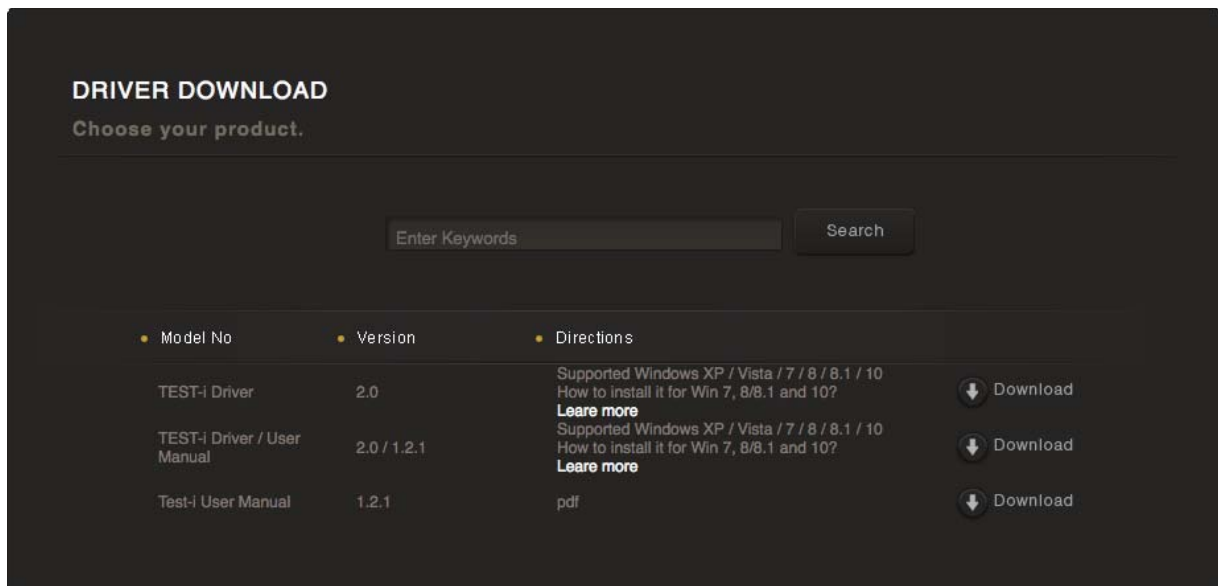 DRIVER DOWNLOAD
Choose your product.
Enter Keywords
Search
Model No
Version
Directions
TEST-i Driver
2.0
Supported Windows XP / Vista / 7 / 8 / 8.1 / 10
How to install it for Win 7, 8/8.1 and 10?
Leare more
Download
TEST-i Driver / User
Manual
2.0 / 1.2.1
Supported Windows XP / Vista / 7 / 8 / 8.1 / 10
How to install it for Win 7, 8/8.1 and 10?
Leare more
Download
Test-i User Manual
1.2.1
pdf
Download